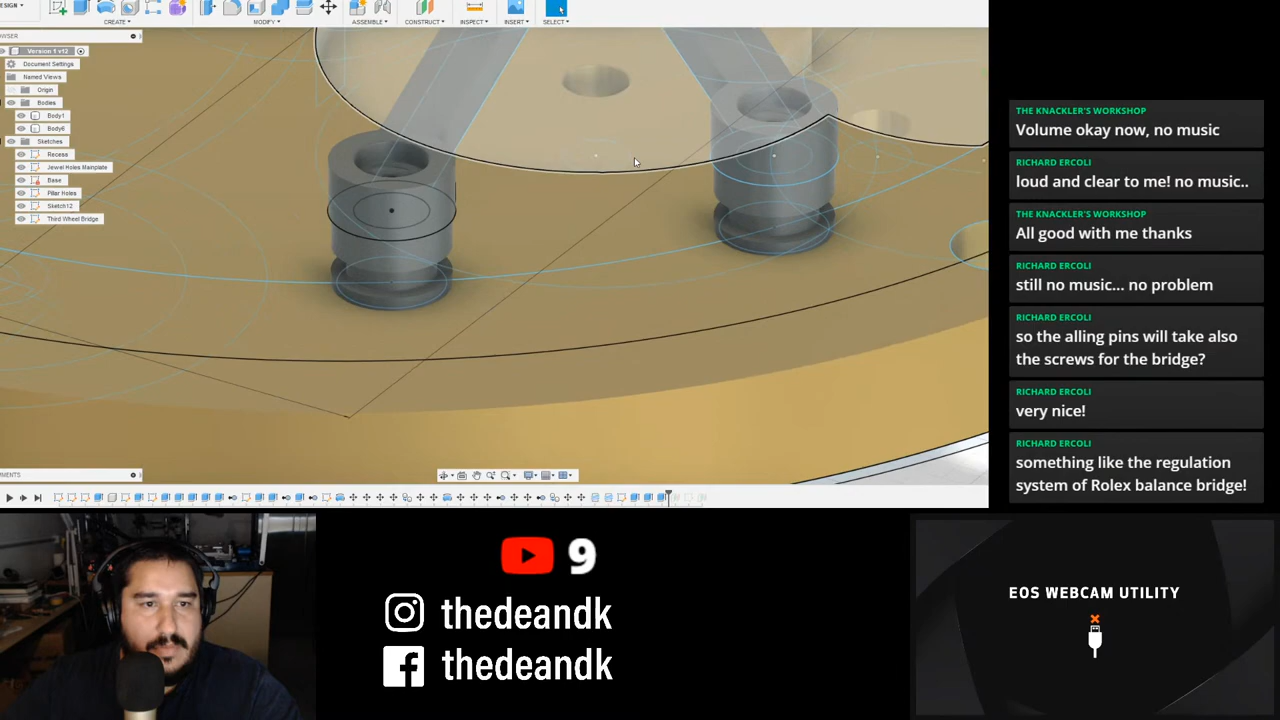 ESIGN
CREATE
MODIFY
ASSEMBLE
CONSTRUCT
INSPECT
INSERT
SELECT
OWSER
Version 1 v12
Document Settings
Named Views
Origin
Bodies
Body1
Body6
Sketches
Recess
Jewel Holes Mainplate
Base
Pillar Holes
Sketch12
Third Wheel Bridge
MMENTS
THE KNACKLER'S WORKSHOP
Volume okay now, no music
RICHARD ERCOLI
loud and clear to me! no music..
THE KNACKLER'S WORKSHOP
All good with me thanks
RICHARD ERCOLI
still no music... no problem
RICHARD ERCOLI
so the alling pins will take also
the screws for the bridge?
RICHARD ERCOLI
very nice!
RICHARD ERCOLI
something like the regulation
system of Rolex balance bridge!
9
thedeandk
thedeandk
EOS WEBCAM UTILITY